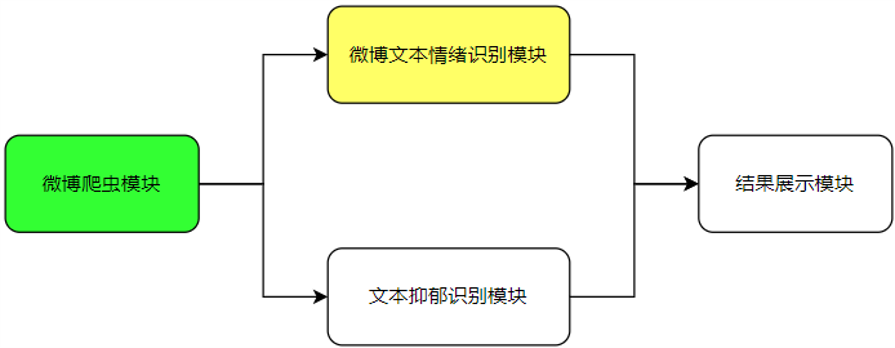 微博文本情绪识别模块
微博爬虫模块
结果展示模块
文本抑郁识别模块